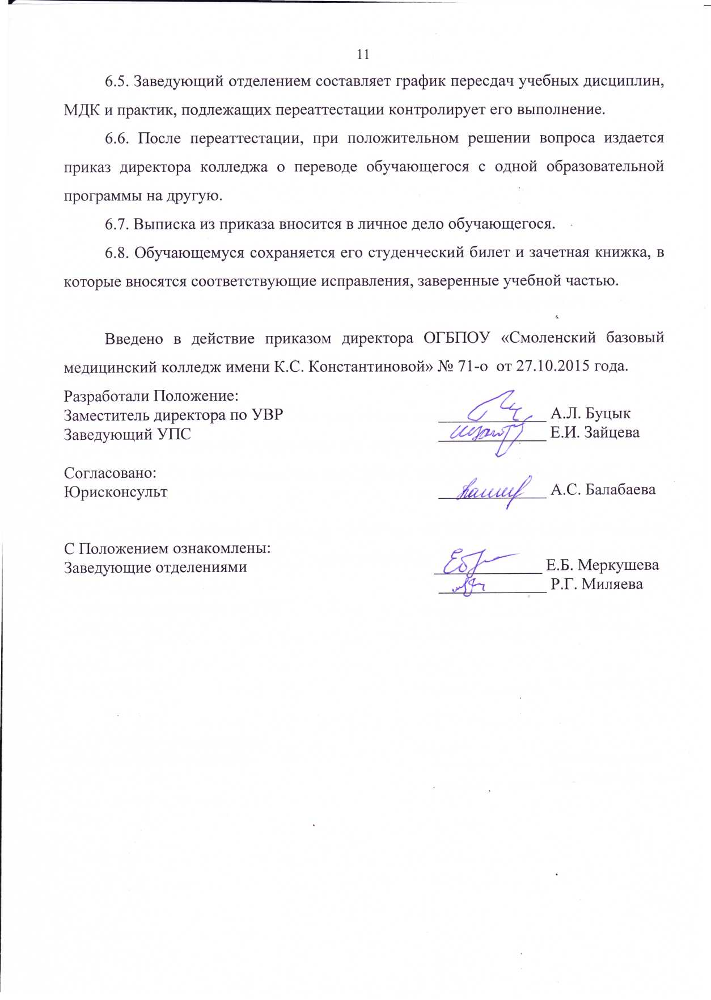 11
6.5. Заведующий отделением составляет график пересдач учебных дисциплин,
МДК и практик, подлежащих переаттестации контролирует его выполнение.
6.6. После переаттестации, при положительном решении вопроса издается
приказ директора колледжа о переводе обучающегося с одной образовательной
программы на другую.
6.7. Выписка из приказа вносится в личное дело обучающегося.
6.8. Обучающемуся сохраняется его студенческий билет и зачетная книжка, в
которые вносятся соответствующие исправления, заверенные учебной частью.
Введено в действие приказом директора ОГБПОУ «Смоленский базовый
медицинский колледж имени К.С. Константиновой» № 71-о от 27.10.2015 года.
Разработали Положение:
Заместитель директора по УВР А.Л. Буцык
Заведующий УПС Е.И. Зайцева
Согласовано:
Юрисконсульт А.С. Балабаева
С Положением ознакомлены:
Заведующие отделениями Е.Б. Меркушева
Р.Г. Миляева